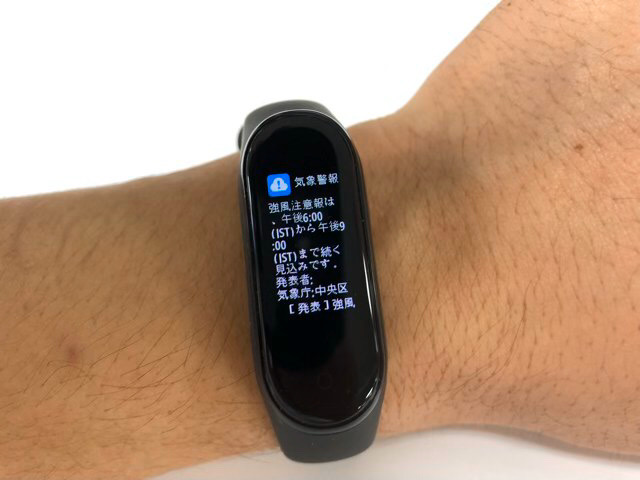 気象警報
強風注意報は
、午後6:00
(JST)から午後9
:00
(JST)まで続く
見込みです。
発表者:
気象庁:中央区
[発表]強風